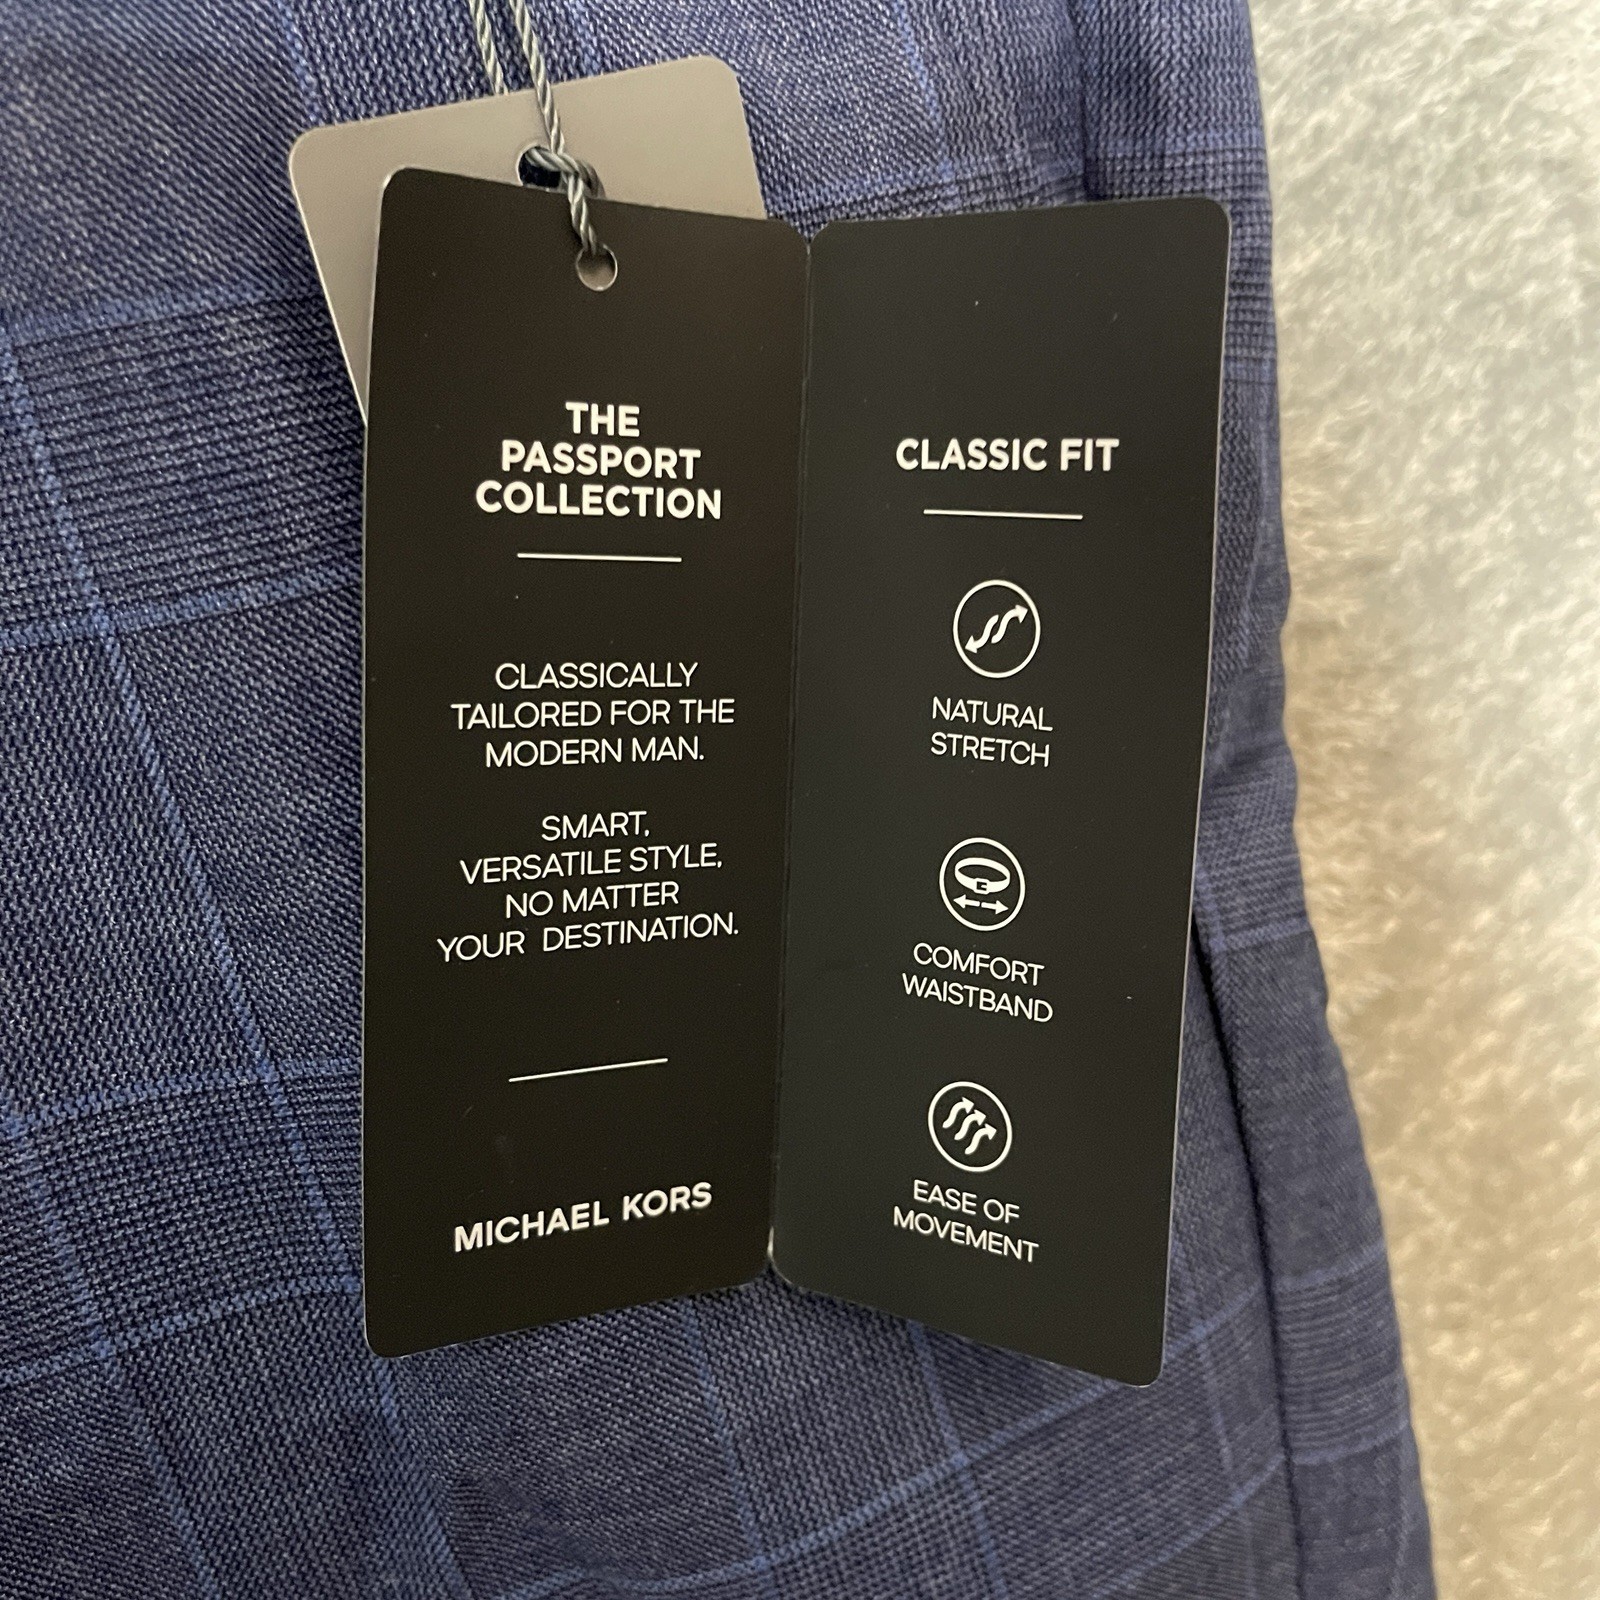 THE
PASSPORT
COLLECTION
CLASSICALLY
TAILORED FOR THE
MODERN MAN.
SMART,
VERSATILE STYLE,
NO MATTER
YOUR DESTINATION.
MICHAEL KORS
CLASSIC FIT
NATURAL
STRETCH
COMFORT
WAISTBAND
EASE OF
MOVEMENT